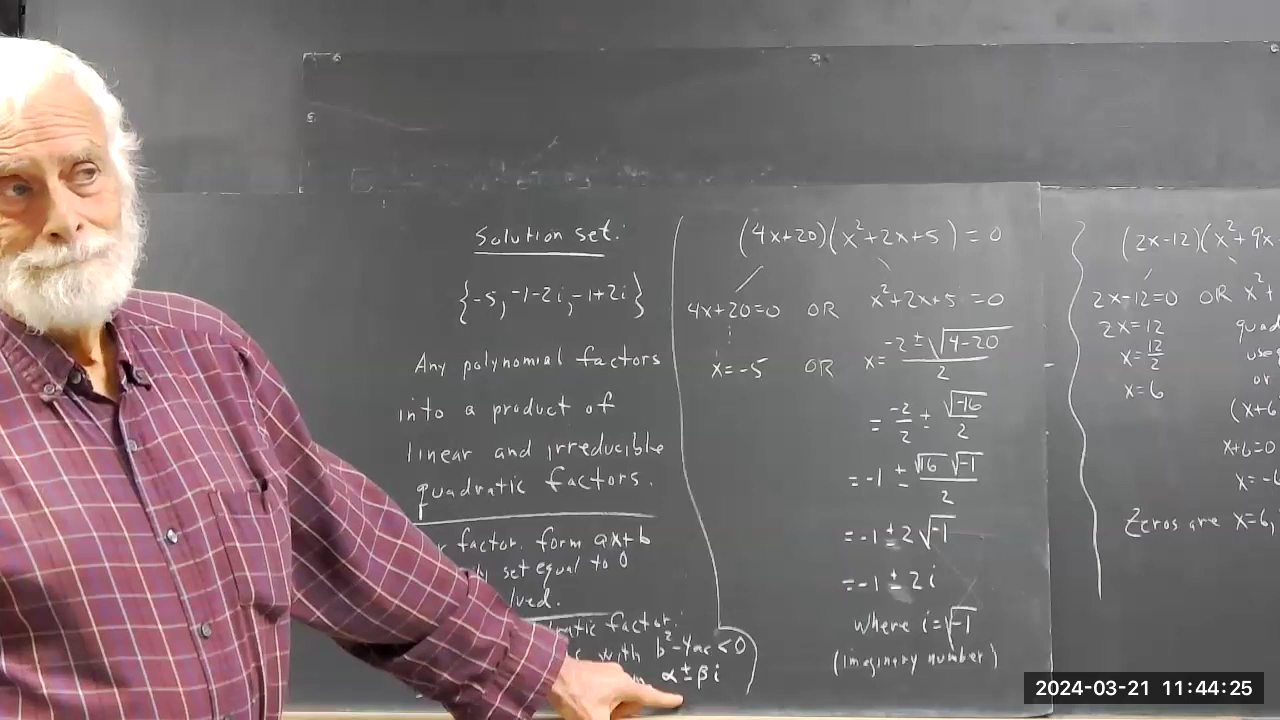 Solution set:
{-5, -1-2i, -1+2i}
Any polynomial factors
into a product of
linear and irreducible
quadratic factors.
factor. form ax+b
set equal to 0
factor:
with b²-4ac<0
α±βi
(4x+20)(x²+2x+5)=0
4x+20=0 OR x²+2x+5=0
x=-5 OR x= (-2±√(4-20))/2
= -2/2 ± √-16/2
= -1 ± √16 √-1/2
= -1 ± 2√-1
= -1 ± 2i
where i=√-1
(imaginary number)
(2x-12)(x²+9x
2x-12=0 OR x²+
2x=12
x=12/2
x=6
or
(x+6
x+6=0
x=-6
Zeros are x=6,
2024-03-21 11:44:25